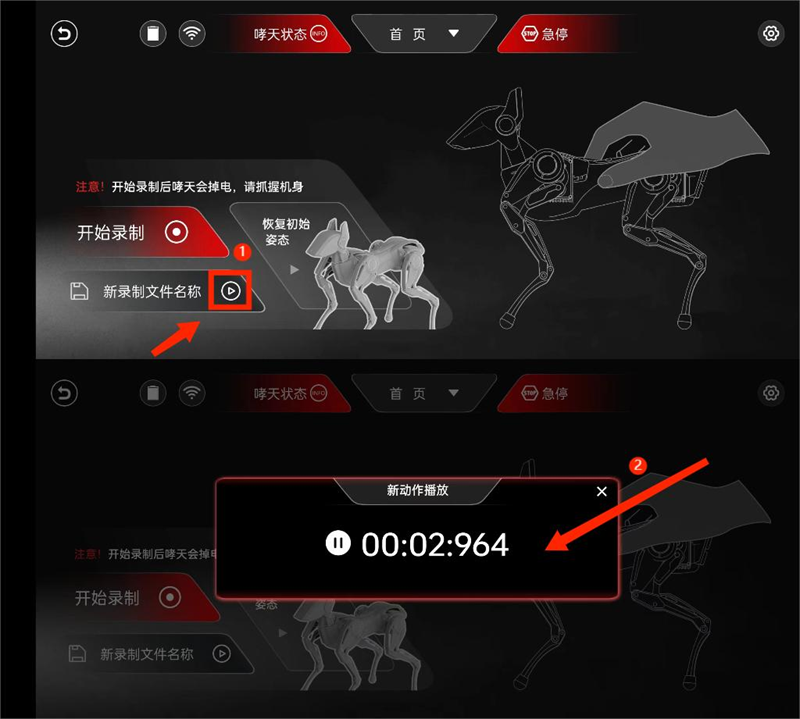 哮天状态 INFO
首 页
STOP 急停
注意！开始录制后哮天会掉电，请抓握机身
开始录制
恢复初始
姿态
1
新录制文件名称
哮天状态 INFO
首 页
STOP 急停
2
新动作播放
00:02:964
注意！开始录制后哮天会掉
开始录制
姿态
新录制文件名称